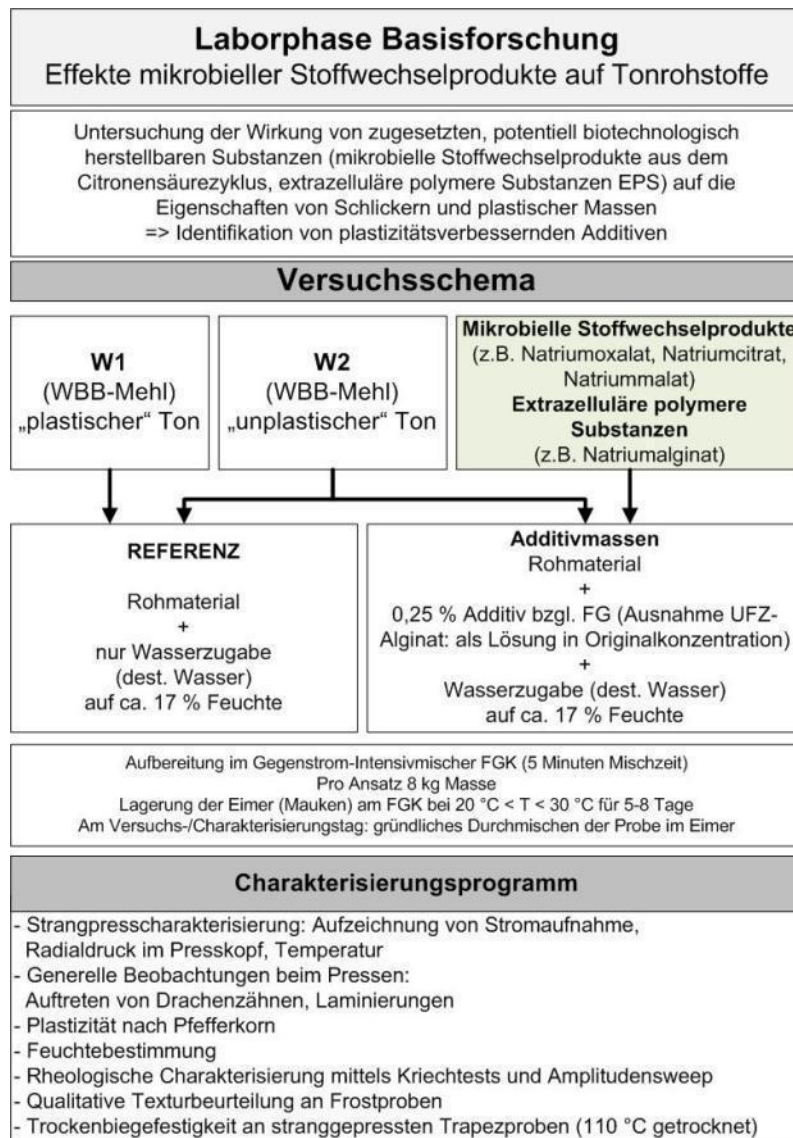 Laborphase Basisforschung
Effekte mikrobieller Stoffwechselprodukte auf Tonrohstoffe
Untersuchung der Wirkung von zugesetzten, potentiell biotechnologisch
herstellbaren Substanzen (mikrobielle Stoffwechselprodukte aus dem
Citronensäurezyklus, extrazelluläre polymere Substanzen EPS) auf die
Eigenschaften von Schlickern und plastischer Massen
=> Identifikation von plastizitätsverbessernden Additiven
Versuchsschema
W1
(WBB-Mehl)
„plastischer“ Ton
W2
(WBB-Mehl)
„unplastischer“ Ton
Mikrobielle Stoffwechselprodukte
(z.B. Natriumoxalat, Natriumcitrat,
Natriummalat)
Extrazelluläre polymere
Substanzen
(z.B. Natriumalginat)
REFERENZ
Rohmaterial
+
nur Wasserzugabe
(dest. Wasser)
auf ca. 17 % Feuchte
Additivmassen
Rohmaterial
+
0,25 % Additiv bzgl. FG (Ausnahme UFZ-
Alginat: als Lösung in Originalkonzentration)
+
Wasserzugabe (dest. Wasser)
auf ca. 17 % Feuchte
Aufbereitung im Gegenstrom-Intensivmischer FGK (5 Minuten Mischzeit)
Pro Ansatz 8 kg Masse
Lagerung der Eimer (Mauken) am FGK bei 20 °C < T < 30 °C für 5-8 Tage
Am Versuchs-/Charakterisierungstag: gründliches Durchmischen der Probe im Eimer
Charakterisierungsprogramm
- Strangpresscharakterisierung: Aufzeichnung von Stromaufnahme,
Radialdruck im Presskopf, Temperatur
- Generelle Beobachtungen beim Pressen:
Auftreten von Drachenzähnen, Laminierungen
- Plastizität nach Pfefferkorn
- Feuchtebestimmung
- Rheologische Charakterisierung mittels Kriechtests und Amplitudensweep
- Qualitative Texturbeurteilung an Frostproben
- Trockenbiegefestigkeit an stranggepressten Trapezproben (110 °C getrocknet)